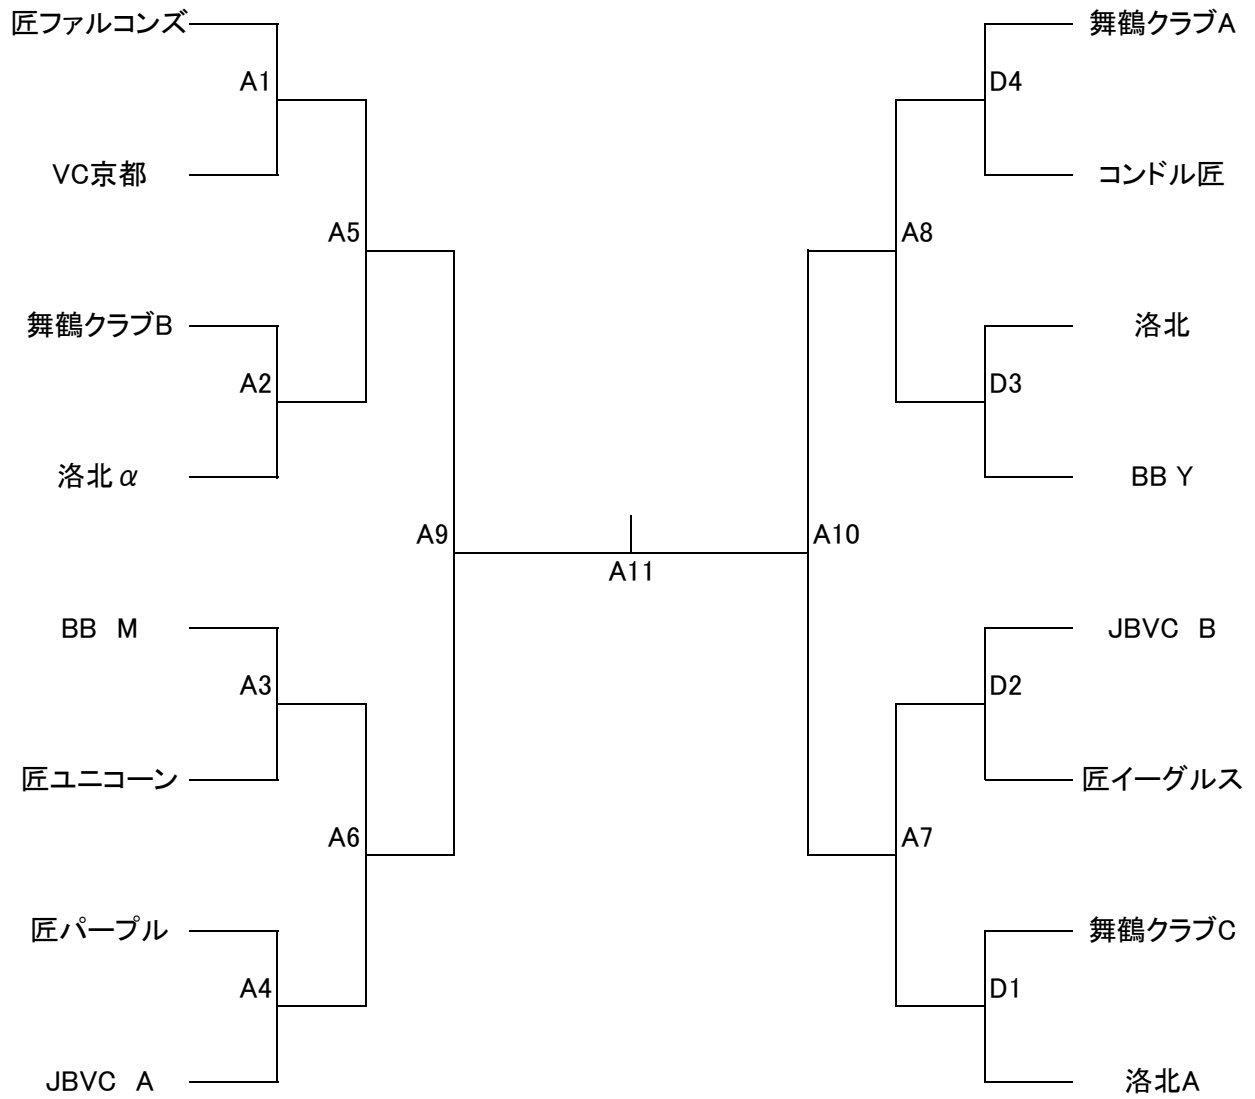 匠ファルコンズ
A1
VC京都
A5
舞鶴クラブB
A2
洛北α
A9
BB M
A3
匠ユニコーン
A6
匠パープル
A4
JBVC A
A11
舞鶴クラブA
D4
コンドル匠
A8
洛北
D3
BB Y
A10
JBVC B
D2
匠イーグルス
A7
舞鶴クラブC
D1
洛北A